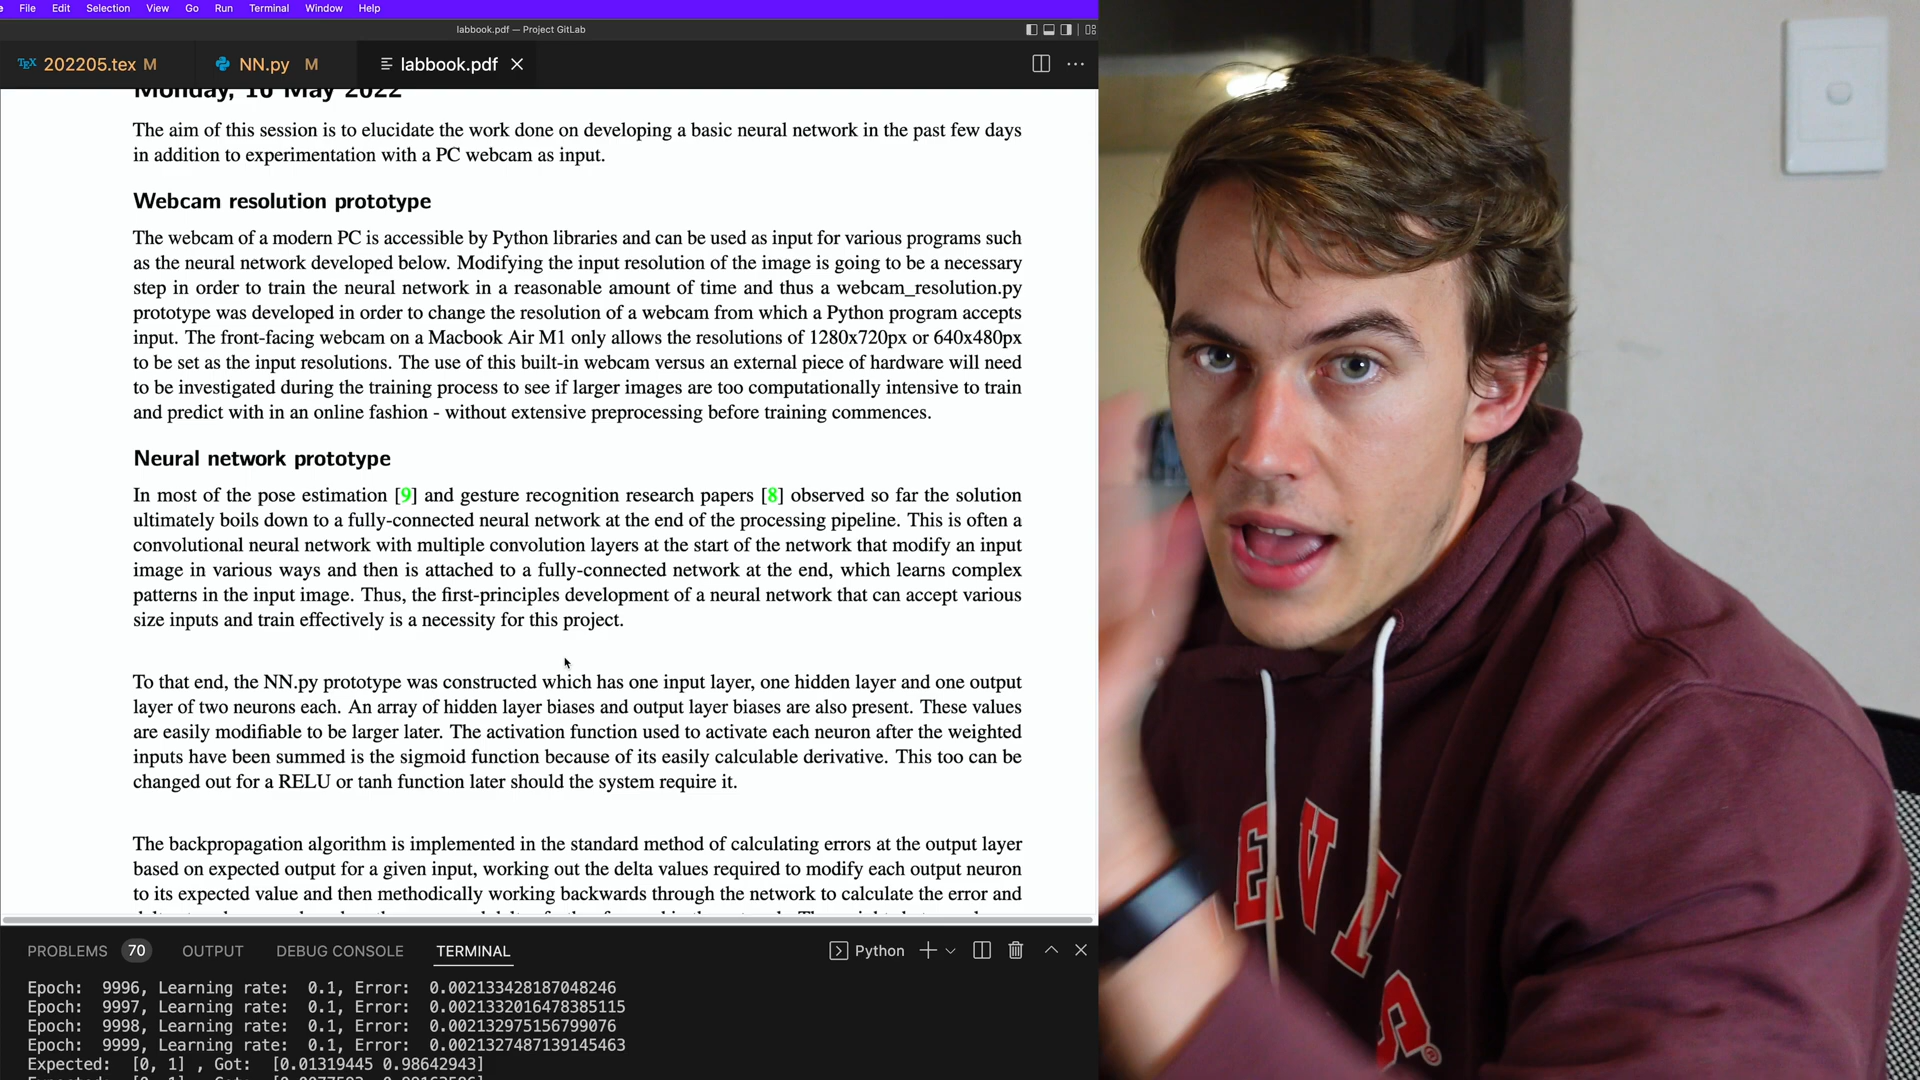 File Edit Selection View Go Run Terminal Window Help
labbook.pdf — Project GitLab
TEX 202205.tex M NN.py M labbook.pdf
Monday, 16 May 2022
The aim of this session is to elucidate the work done on developing a basic neural network in the past few days
in addition to experimentation with a PC webcam as input.
Webcam resolution prototype
The webcam of a modern PC is accessible by Python libraries and can be used as input for various programs such
as the neural network developed below. Modifying the input resolution of the image is going to be a necessary
step in order to train the neural network in a reasonable amount of time and thus a webcam_resolution.py
prototype was developed in order to change the resolution of a webcam from which a Python program accepts
input. The front-facing webcam on a Macbook Air M1 only allows the resolutions of 1280x720px or 640x480px
to be set as the input resolutions. The use of this built-in webcam versus an external piece of hardware will need
to be investigated during the training process to see if larger images are too computationally intensive to train
and predict with in an online fashion - without extensive preprocessing before training commences.
Neural network prototype
In most of the pose estimation [9] and gesture recognition research papers [8] observed so far the solution
ultimately boils down to a fully-connected neural network at the end of the processing pipeline. This is often a
convolutional neural network with multiple convolution layers at the start of the network that modify an input
image in various ways and then is attached to a fully-connected network at the end, which learns complex
patterns in the input image. Thus, the first-principles development of a neural network that can accept various
size inputs and train effectively is a necessity for this project.
To that end, the NN.py prototype was constructed which has one input layer, one hidden layer and one output
layer of two neurons each. An array of hidden layer biases and output layer biases are also present. These values
are easily modifiable to be larger later. The activation function used to activate each neuron after the weighted
inputs have been summed is the sigmoid function because of its easily calculable derivative. This too can be
changed out for a RELU or tanh function later should the system require it.
The backpropagation algorithm is implemented in the standard method of calculating errors at the output layer
based on expected output for a given input, working out the delta values required to modify each output neuron
to its expected value and then methodically working backwards through the network to calculate the error and
PROBLEMS 70 OUTPUT DEBUG CONSOLE TERMINAL Python
Epoch: 9996, Learning rate: 0.1, Error: 0.002133428187048246
Epoch: 9997, Learning rate: 0.1, Error: 0.0021332016478385115
Epoch: 9998, Learning rate: 0.1, Error: 0.002132975156799076
Epoch: 9999, Learning rate: 0.1, Error: 0.0021327487139145463
Expected: [0, 1] , Got: [0.01319445 0.98642943]
EVI'S